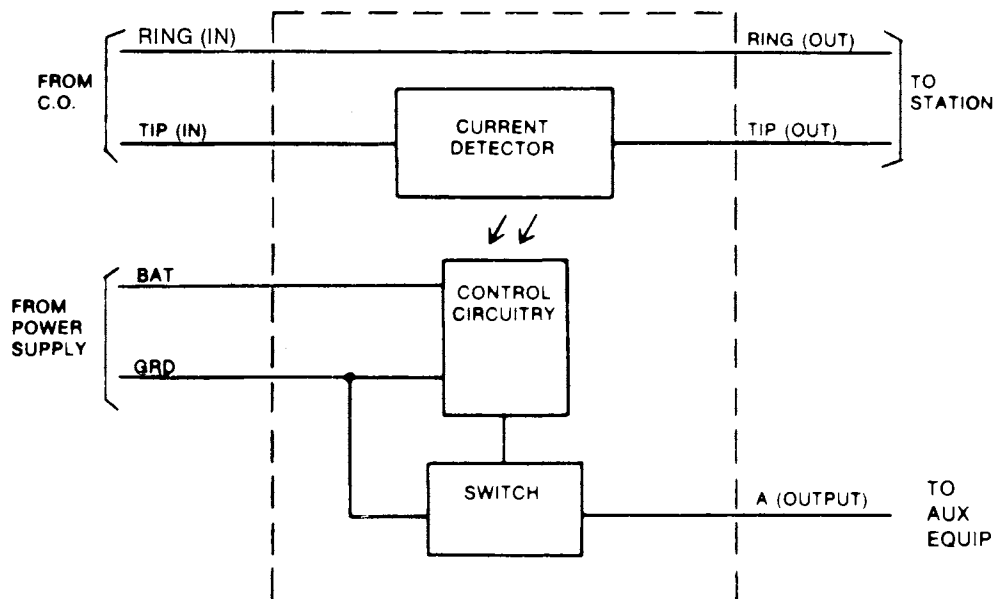 RING (IN)
RING (OUT)
FROM
C.O.
TO
STATION
TIP (IN)
CURRENT
DETECTOR
TIP (OUT)
BAT
FROM
POWER
SUPPLY
CONTROL
CIRCUITRY
GRD
SWITCH
A (OUTPUT)
TO
AUX
EQUIP